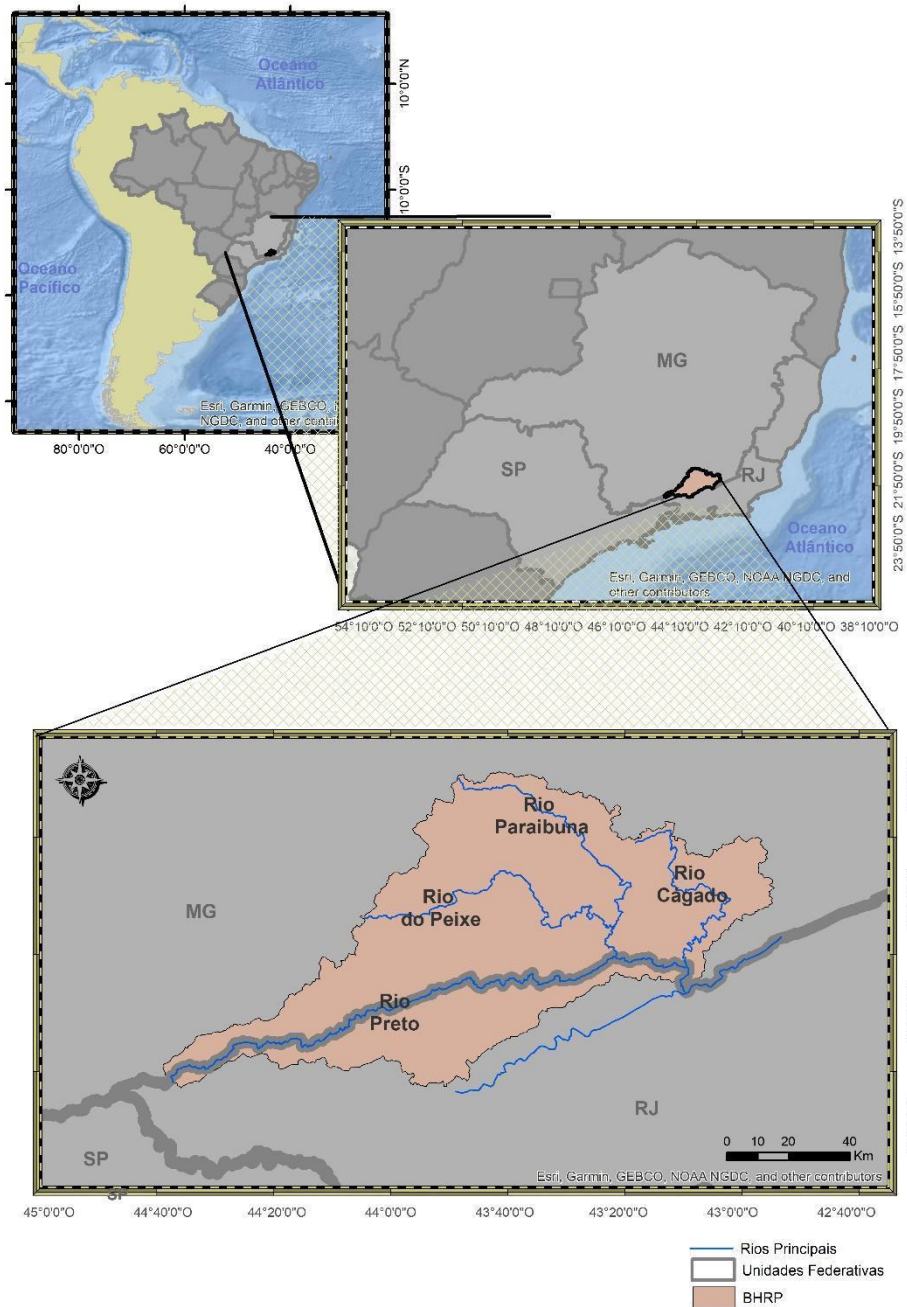 Oceano
Atlântico
Oceano
Pacífico
Esri, Garmin, GEBCO, N
NGDC, and other contri
10°0'0"N
10°0'0"S
80°0'0"O 60°0'0"O 40°0'0"O
MG
SP
RJ
Oceano
Atlântico
Esri, Garmin, GEBCO, NOAA NGDC, and
other contributors
23°50'0"S 21°50'0"S 19°50'0"S 17°50'0"S 15°50'0"S 13°50'0"S
54°10'0"O 52°10'0"O 50°10'0"O 48°10'0"O 46°10'0"O 44°10'0"O 42°10'0"O 40°10'0"O 38°10'0"O
Rio
Paraibuna
Rio
Cagado
Rio
do Peixe
MG
Rio
Preto
RJ
SP
0 10 20 40
Km
Esri, Garmin, GEBCO, NOAA NGDC, and other contributors
SP
45°0'0"O 44°40'0"O 44°20'0"O 44°0'0"O 43°40'0"O 43°20'0"O 43°0'0"O 42°40'0"O
Rios Principais
Unidades Federativas
BHRP